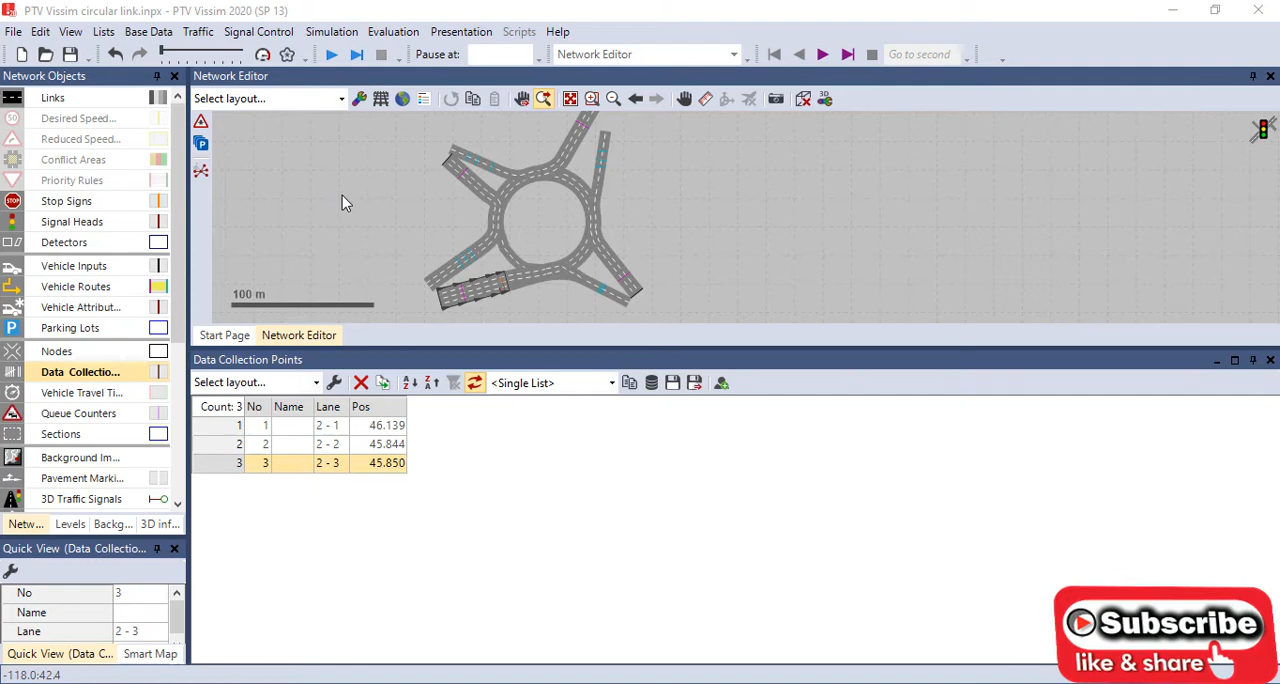 PTV Vissim circular link.inpx - PTV Vissim 2020 (SP 13)
File Edit View Lists Base Data Traffic Signal Control Simulation Evaluation Presentation Scripts Help
Pause at: Network Editor Go to second
Network Objects
Links
50 Desired Speed...
Reduced Speed...
Conflict Areas
Priority Rules
STOP Stop Signs
Signal Heads
Detectors
Vehicle Inputs
Vehicle Routes
Vehicle Attribut...
P Parking Lots
Nodes
Data Collectio...
Vehicle Travel Ti...
Queue Counters
Sections
Background Im...
Pavement Marki...
3D Traffic Signals
Netw... Levels Backg... 3D inf...
Quick View (Data Collectio...
No 3
Name
Lane 2 - 3
Quick View (Data C... Smart Map
-118.0:42.4
Network Editor
Select layout... 3D
P
100 m
Start Page Network Editor
Data Collection Points
Select layout... <Single List>
Count: 3 No Name Lane Pos
1 1 2 - 1 46.139
2 2 2 - 2 45.844
3 3 2 - 3 45.850
Subscribe
like & share